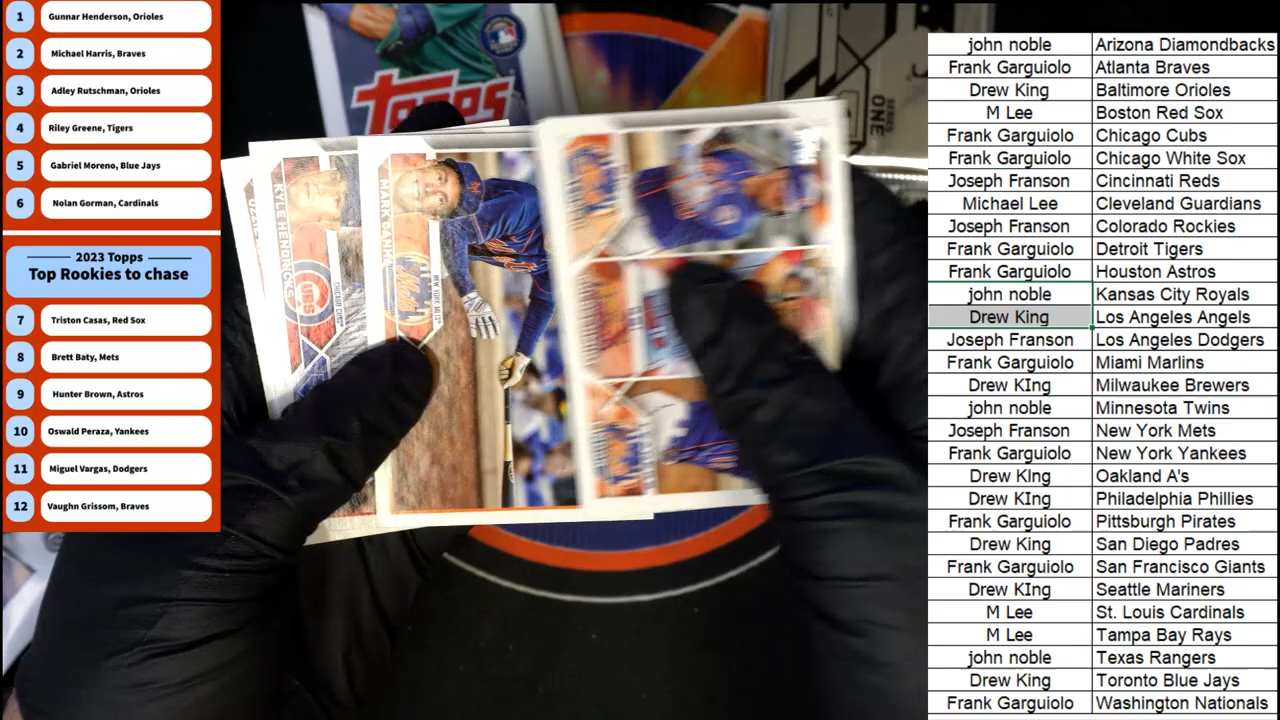 1 Gunnar Henderson, Orioles
2 Michael Harris, Braves
3 Adley Rutschman, Orioles
4 Riley Greene, Tigers
5 Gabriel Moreno, Blue Jays
6 Nolan Gorman, Cardinals
2023 Topps
Top Rookies to chase
7 Triston Casas, Red Sox
8 Brett Baty, Mets
9 Hunter Brown, Astros
10 Oswald Peraza, Yankees
11 Miguel Vargas, Dodgers
12 Vaughn Grissom, Braves
topps
SERIES
ONE
KYLE HENDRICKS
CHICAGO CUBS
UBS
MARK CANH
Mets
NEW YORK METS
john noble Arizona Diamondbacks
Frank Garguiolo Atlanta Braves
Drew King Baltimore Orioles
M Lee Boston Red Sox
Frank Garguiolo Chicago Cubs
Frank Garguiolo Chicago White Sox
Joseph Franson Cincinnati Reds
Michael Lee Cleveland Guardians
Joseph Franson Colorado Rockies
Frank Garguiolo Detroit Tigers
Frank Garguiolo Houston Astros
john noble Kansas City Royals
Drew King Los Angeles Angels
Joseph Franson Los Angeles Dodgers
Frank Garguiolo Miami Marlins
Drew KIng Milwaukee Brewers
john noble Minnesota Twins
Joseph Franson New York Mets
Frank Garguiolo New York Yankees
Drew KIng Oakland A's
Drew KIng Philadelphia Phillies
Frank Garguiolo Pittsburgh Pirates
Drew King San Diego Padres
Frank Garguiolo San Francisco Giants
Drew KIng Seattle Mariners
M Lee St. Louis Cardinals
M Lee Tampa Bay Rays
john noble Texas Rangers
Drew King Toronto Blue Jays
Frank Garguiolo Washington Nationals